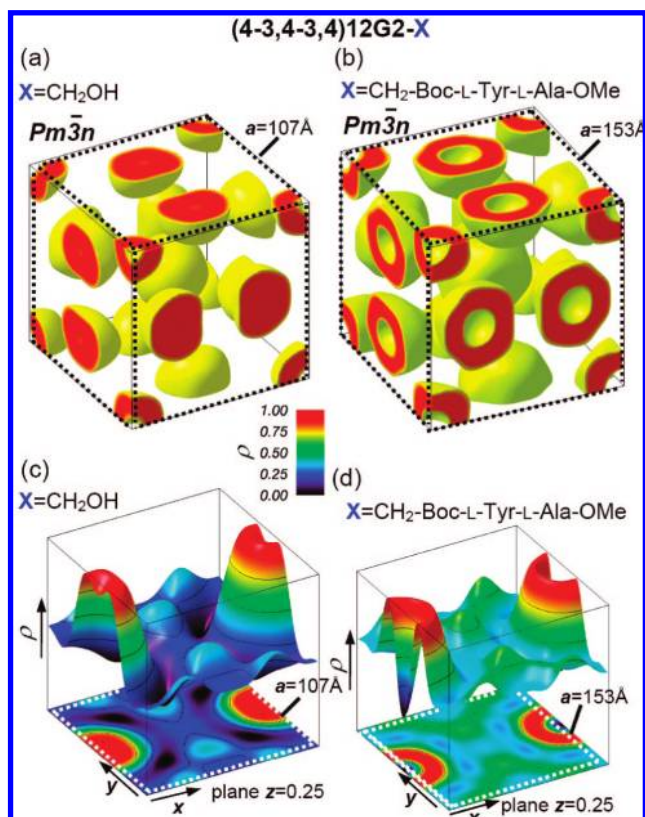 (4-3,4-3,4)12G2-X
(a)
X=CH₂OH
Pm3̄n
a=107Å
(b)
X=CH₂-Boc-L-Tyr-L-Ala-OMe
Pm3̄n
a=153Å
ρ
1.00
0.75
0.50
0.25
0.00
(c)
X=CH₂OH
ρ
a=107Å
y
x
plane z=0.25
(d)
X=CH₂-Boc-L-Tyr-L-Ala-OMe
ρ
a=153Å
y
x
plane z=0.25